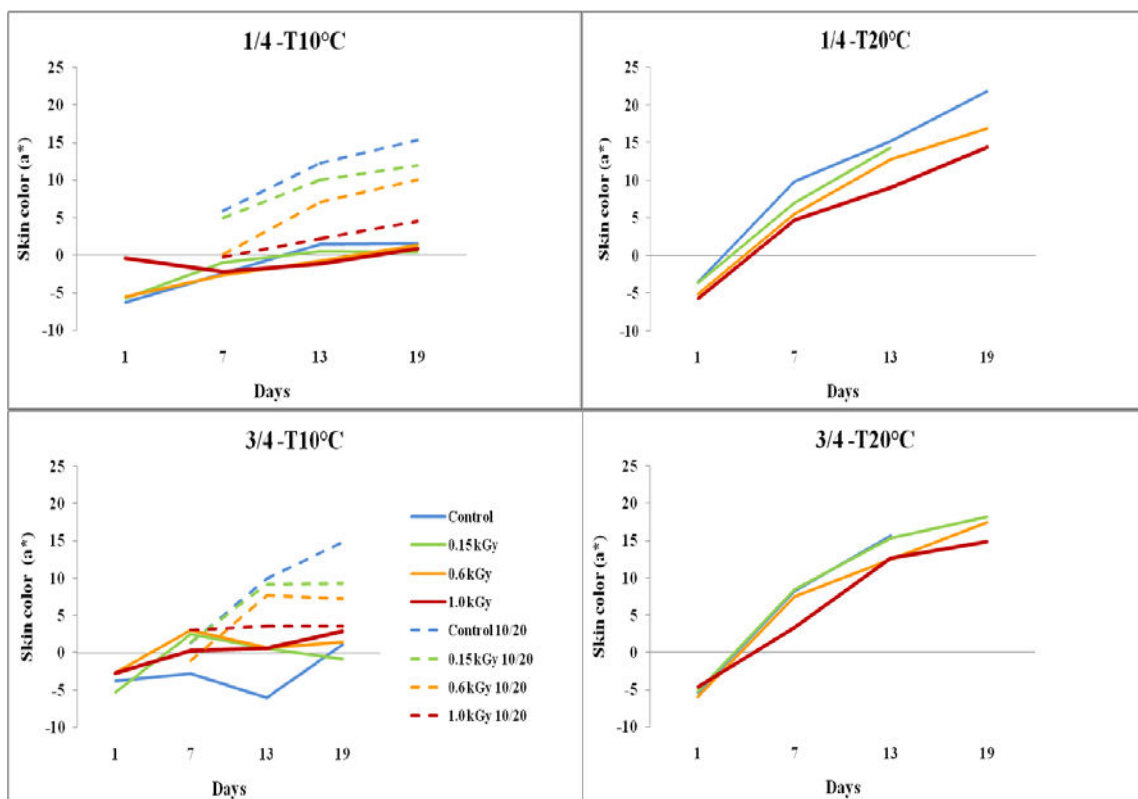 1/4 -T10°C
25
20
15
10
5
0
-5
-10
Skin color (a*)
1 7 13 19
Days
1/4 -T20°C
25
20
15
10
5
0
-5
-10
Skin color (a*)
1 7 13 19
Days
3/4 -T10°C
25
20
15
10
5
0
-5
-10
Skin color (a*)
1 7 13 19
Days
Control
0.15kGy
0.6kGy
1.0kGy
Control 10/20
0.15kGy 10/20
0.6kGy 10/20
1.0kGy 10/20
3/4 -T20°C
25
20
15
10
5
0
-5
-10
Skin color (a*)
1 7 13 19
Days